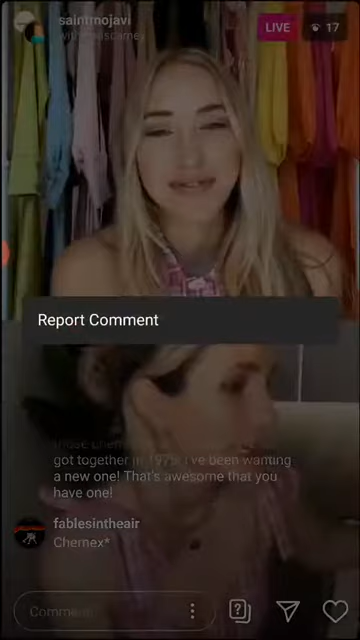 saintmojavi
LIVE
17
Report Comment
got together in 1975. I've been wanting
a new one! That's awesome that you
have one!
fablesintheair
Chemex*
Comment